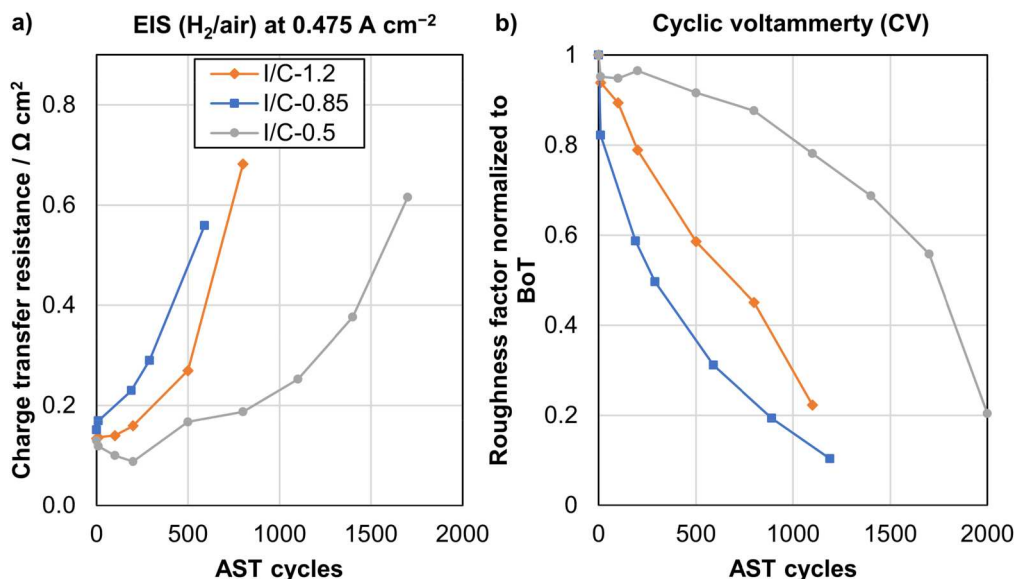 a)
EIS (H₂/air) at 0.475 A cm⁻²
Charge transfer resistance / Ω cm²
0.8
0.6
0.4
0.2
0.0
I/C-1.2
I/C-0.85
I/C-0.5
0 500 1000 1500 2000
AST cycles
b)
Cyclic voltammerty (CV)
Roughness factor normalized to
BoT
1
0.8
0.6
0.4
0.2
0
0 500 1000 1500 2000
AST cycles